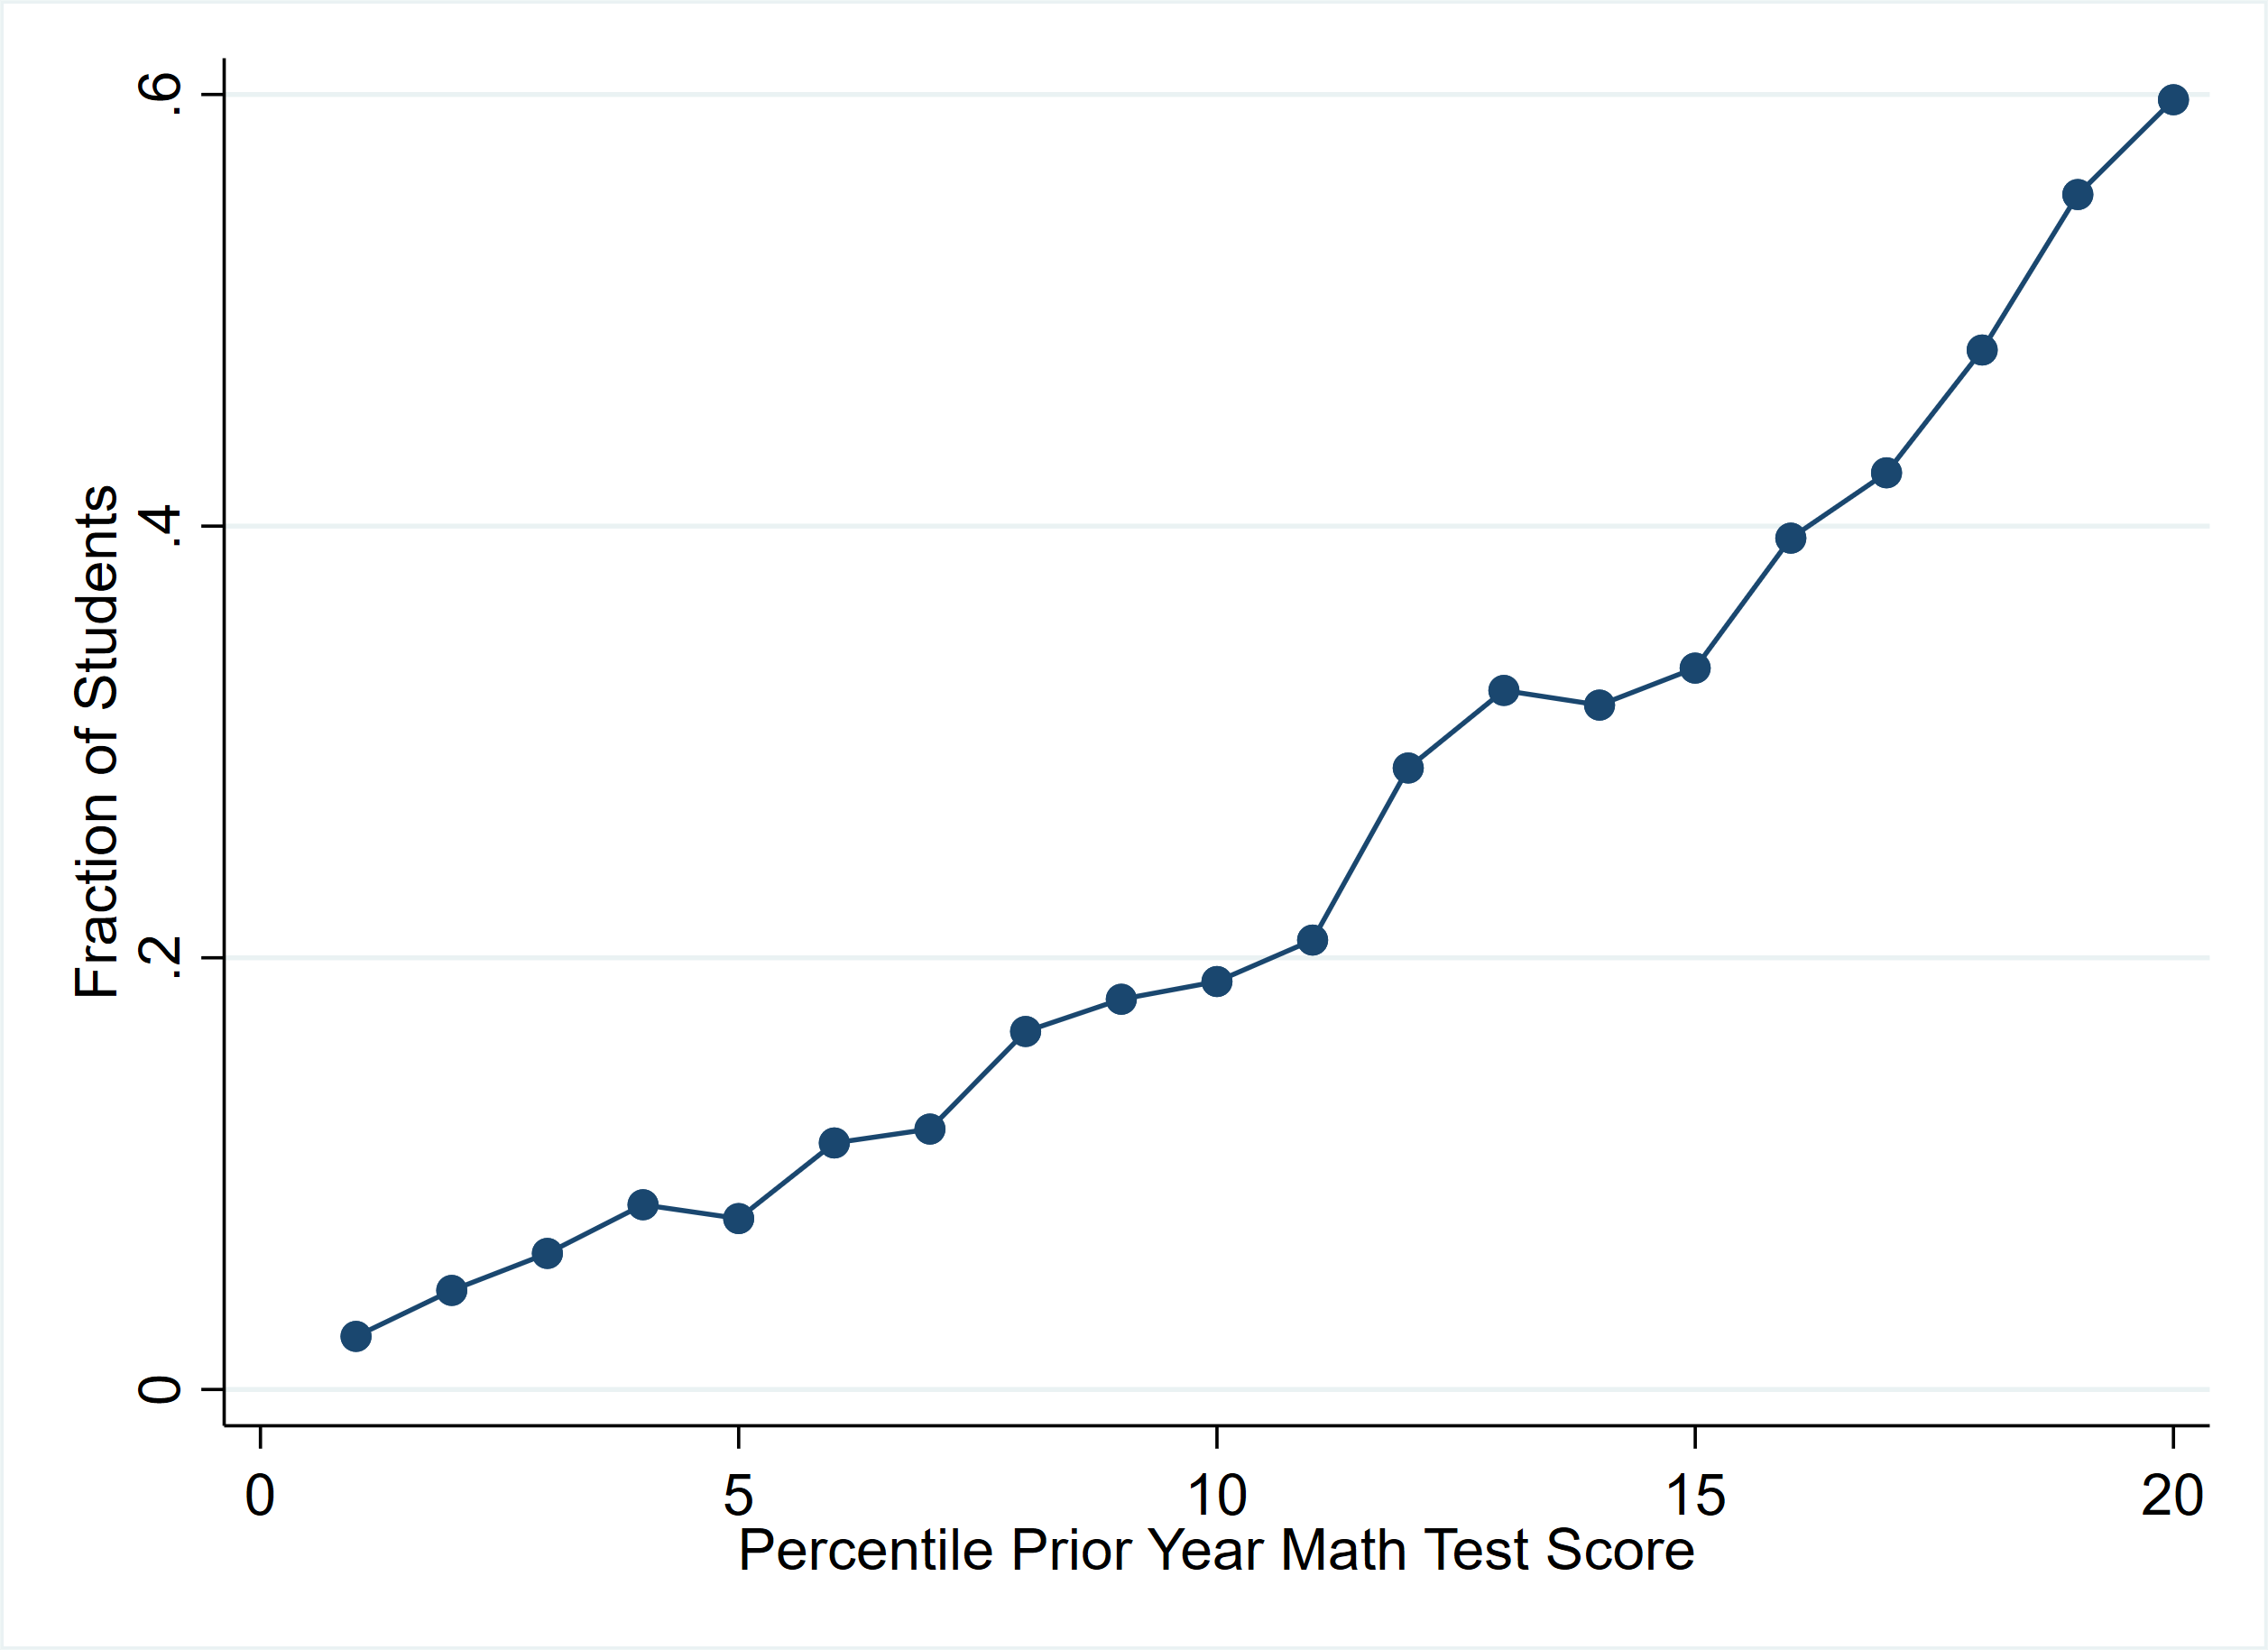 Fraction of Students
.6
.4
.2
0
0 5 10 15 20
Percentile Prior Year Math Test Score